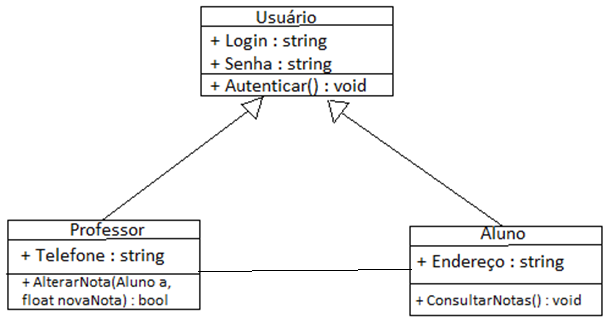 Usuário
+ Login : string
+ Senha : string
+ Autenticar() : void
Professor
+ Telefone : string
+ AlterarNota(Aluno a,
float novaNota) : bool
Aluno
+ Endereço : string
+ ConsultarNotas() : void